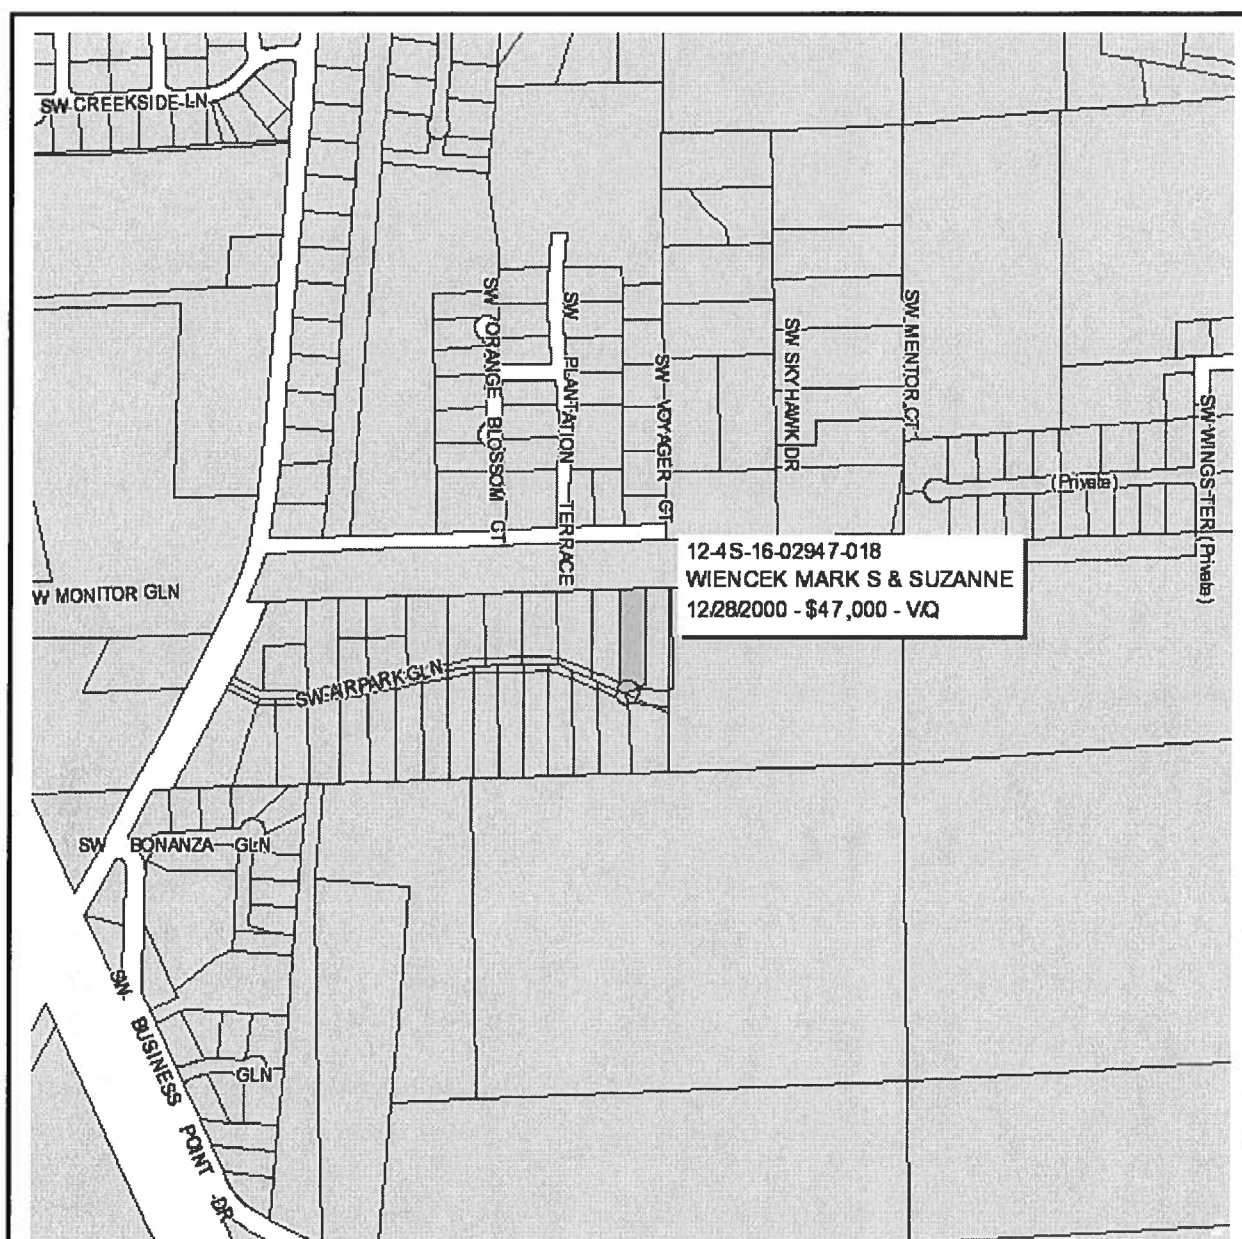 SW-CREEKSIDE-LN
SW ORANGE BLOSSOM CT
SW PLANTATION TERRACE
SW VOYAGER CT
SW SKYHAWK DR
SW MENTOR CT
SW-WINGS-TER (Private)
(Private)
12-4S-16-02947-018
WIENCEK MARK S & SUZANNE
12/28/2000 - $47,000 - V/Q
W MONITOR GLN
SW-AIRPARK-GLN
SW BONANZA GLN
SW BUSINESS POINT DR
GLN